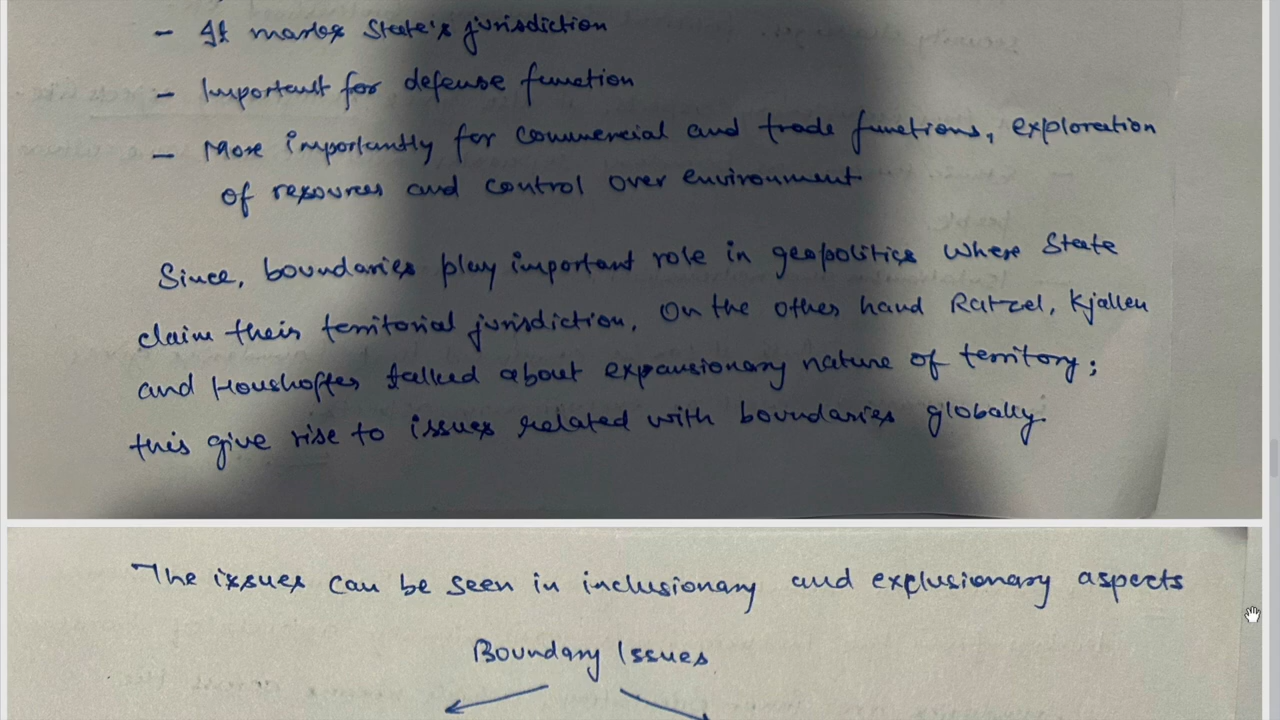 - It marks State's jurisdiction
- Important for defense function
- More importantly for commercial and trade functions, exploration
of resources and control over environment
Since, boundaries play important role in geopolitics where State
claim their territorial jurisdiction. On the other hand Ratzel, Kjallen
and Houshoffer talked about expansionary nature of territory;
this give rise to issues related with boundaries globally.
The issues can be seen in inclusionary and explusionary aspects
Boundary Issues